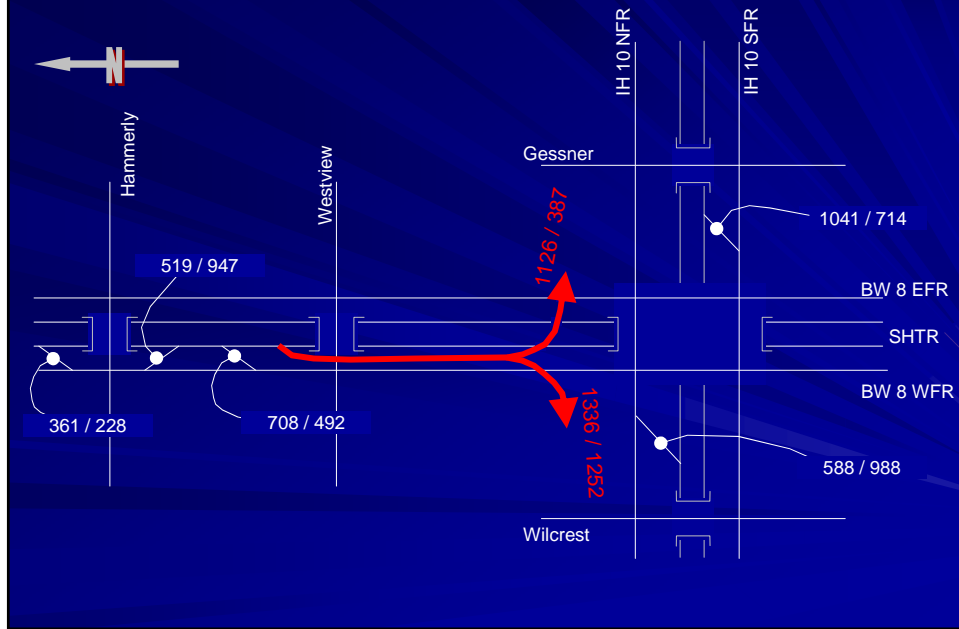 N
IH 10 NFR
IH 10 SFR
Hammerly
Westview
Gessner
1126 / 387
1041 / 714
519 / 947
BW 8 EFR
SHTR
BW 8 WFR
361 / 228
708 / 492
1336 / 1252
588 / 988
Wilcrest